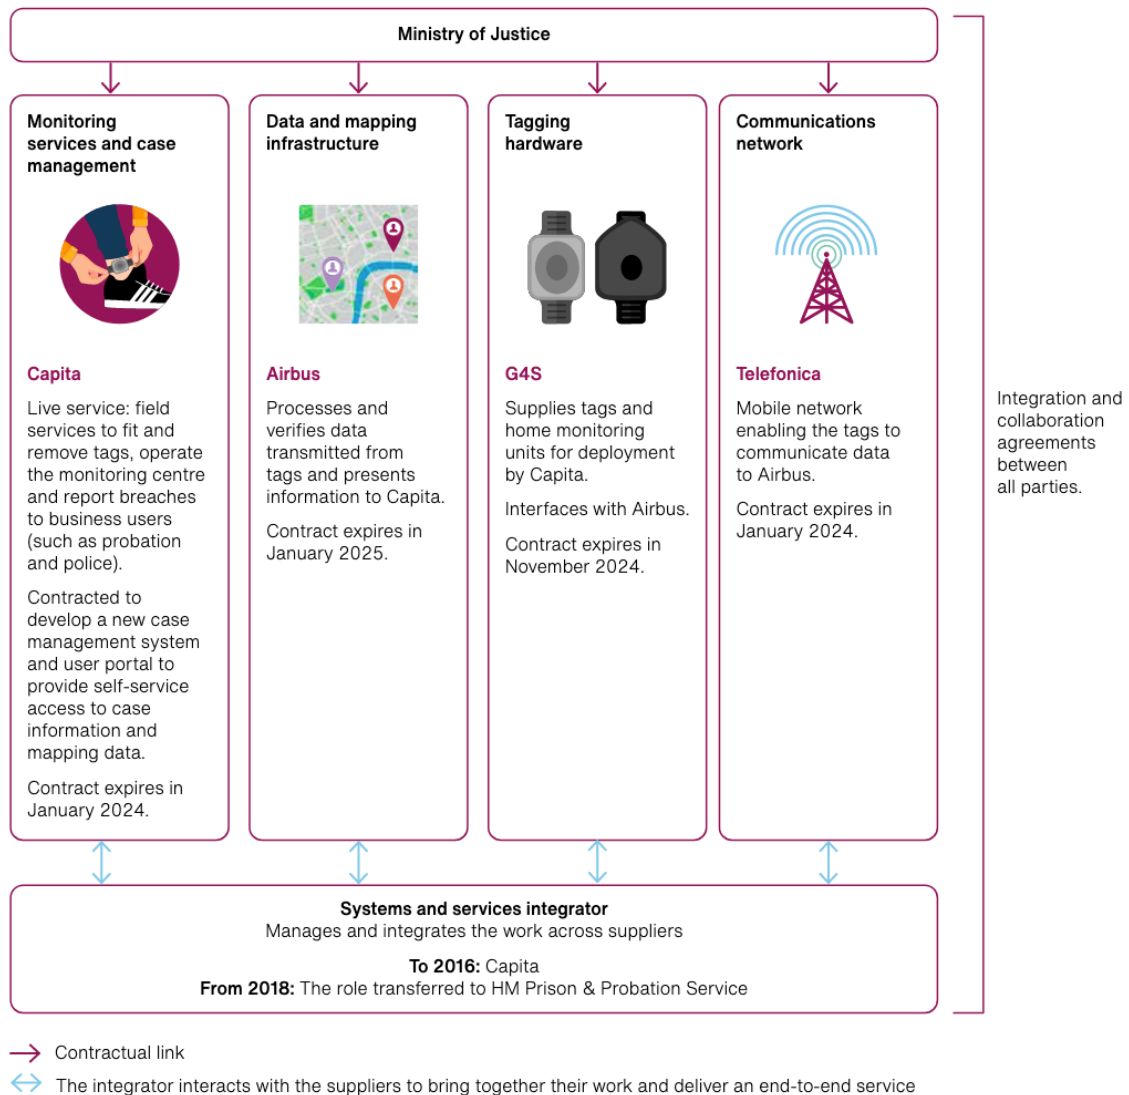 Ministry of Justice
Monitoring
services and case
management
Data and mapping
infrastructure
Tagging
hardware
Communications
network
Capita
Live service: field
services to fit and
remove tags, operate
the monitoring centre
and report breaches
to business users
(such as probation
and police).
Contracted to
develop a new case
management system
and user portal to
provide self-service
access to case
information and
mapping data.
Contract expires in
January 2024.
Airbus
Processes and
verifies data
transmitted from
tags and presents
information to Capita.
Contract expires in
January 2025.
G4S
Supplies tags and
home monitoring
units for deployment
by Capita.
Interfaces with Airbus.
Contract expires in
November 2024.
Telefonica
Mobile network
enabling the tags to
communicate data
to Airbus.
Contract expires in
January 2024.
Integration and
collaboration
agreements
between
all parties.
Systems and services integrator
Manages and integrates the work across suppliers
To 2016: Capita
From 2018: The role transferred to HM Prison & Probation Service
Contractual link
The integrator interacts with the suppliers to bring together their work and deliver an end-to-end service